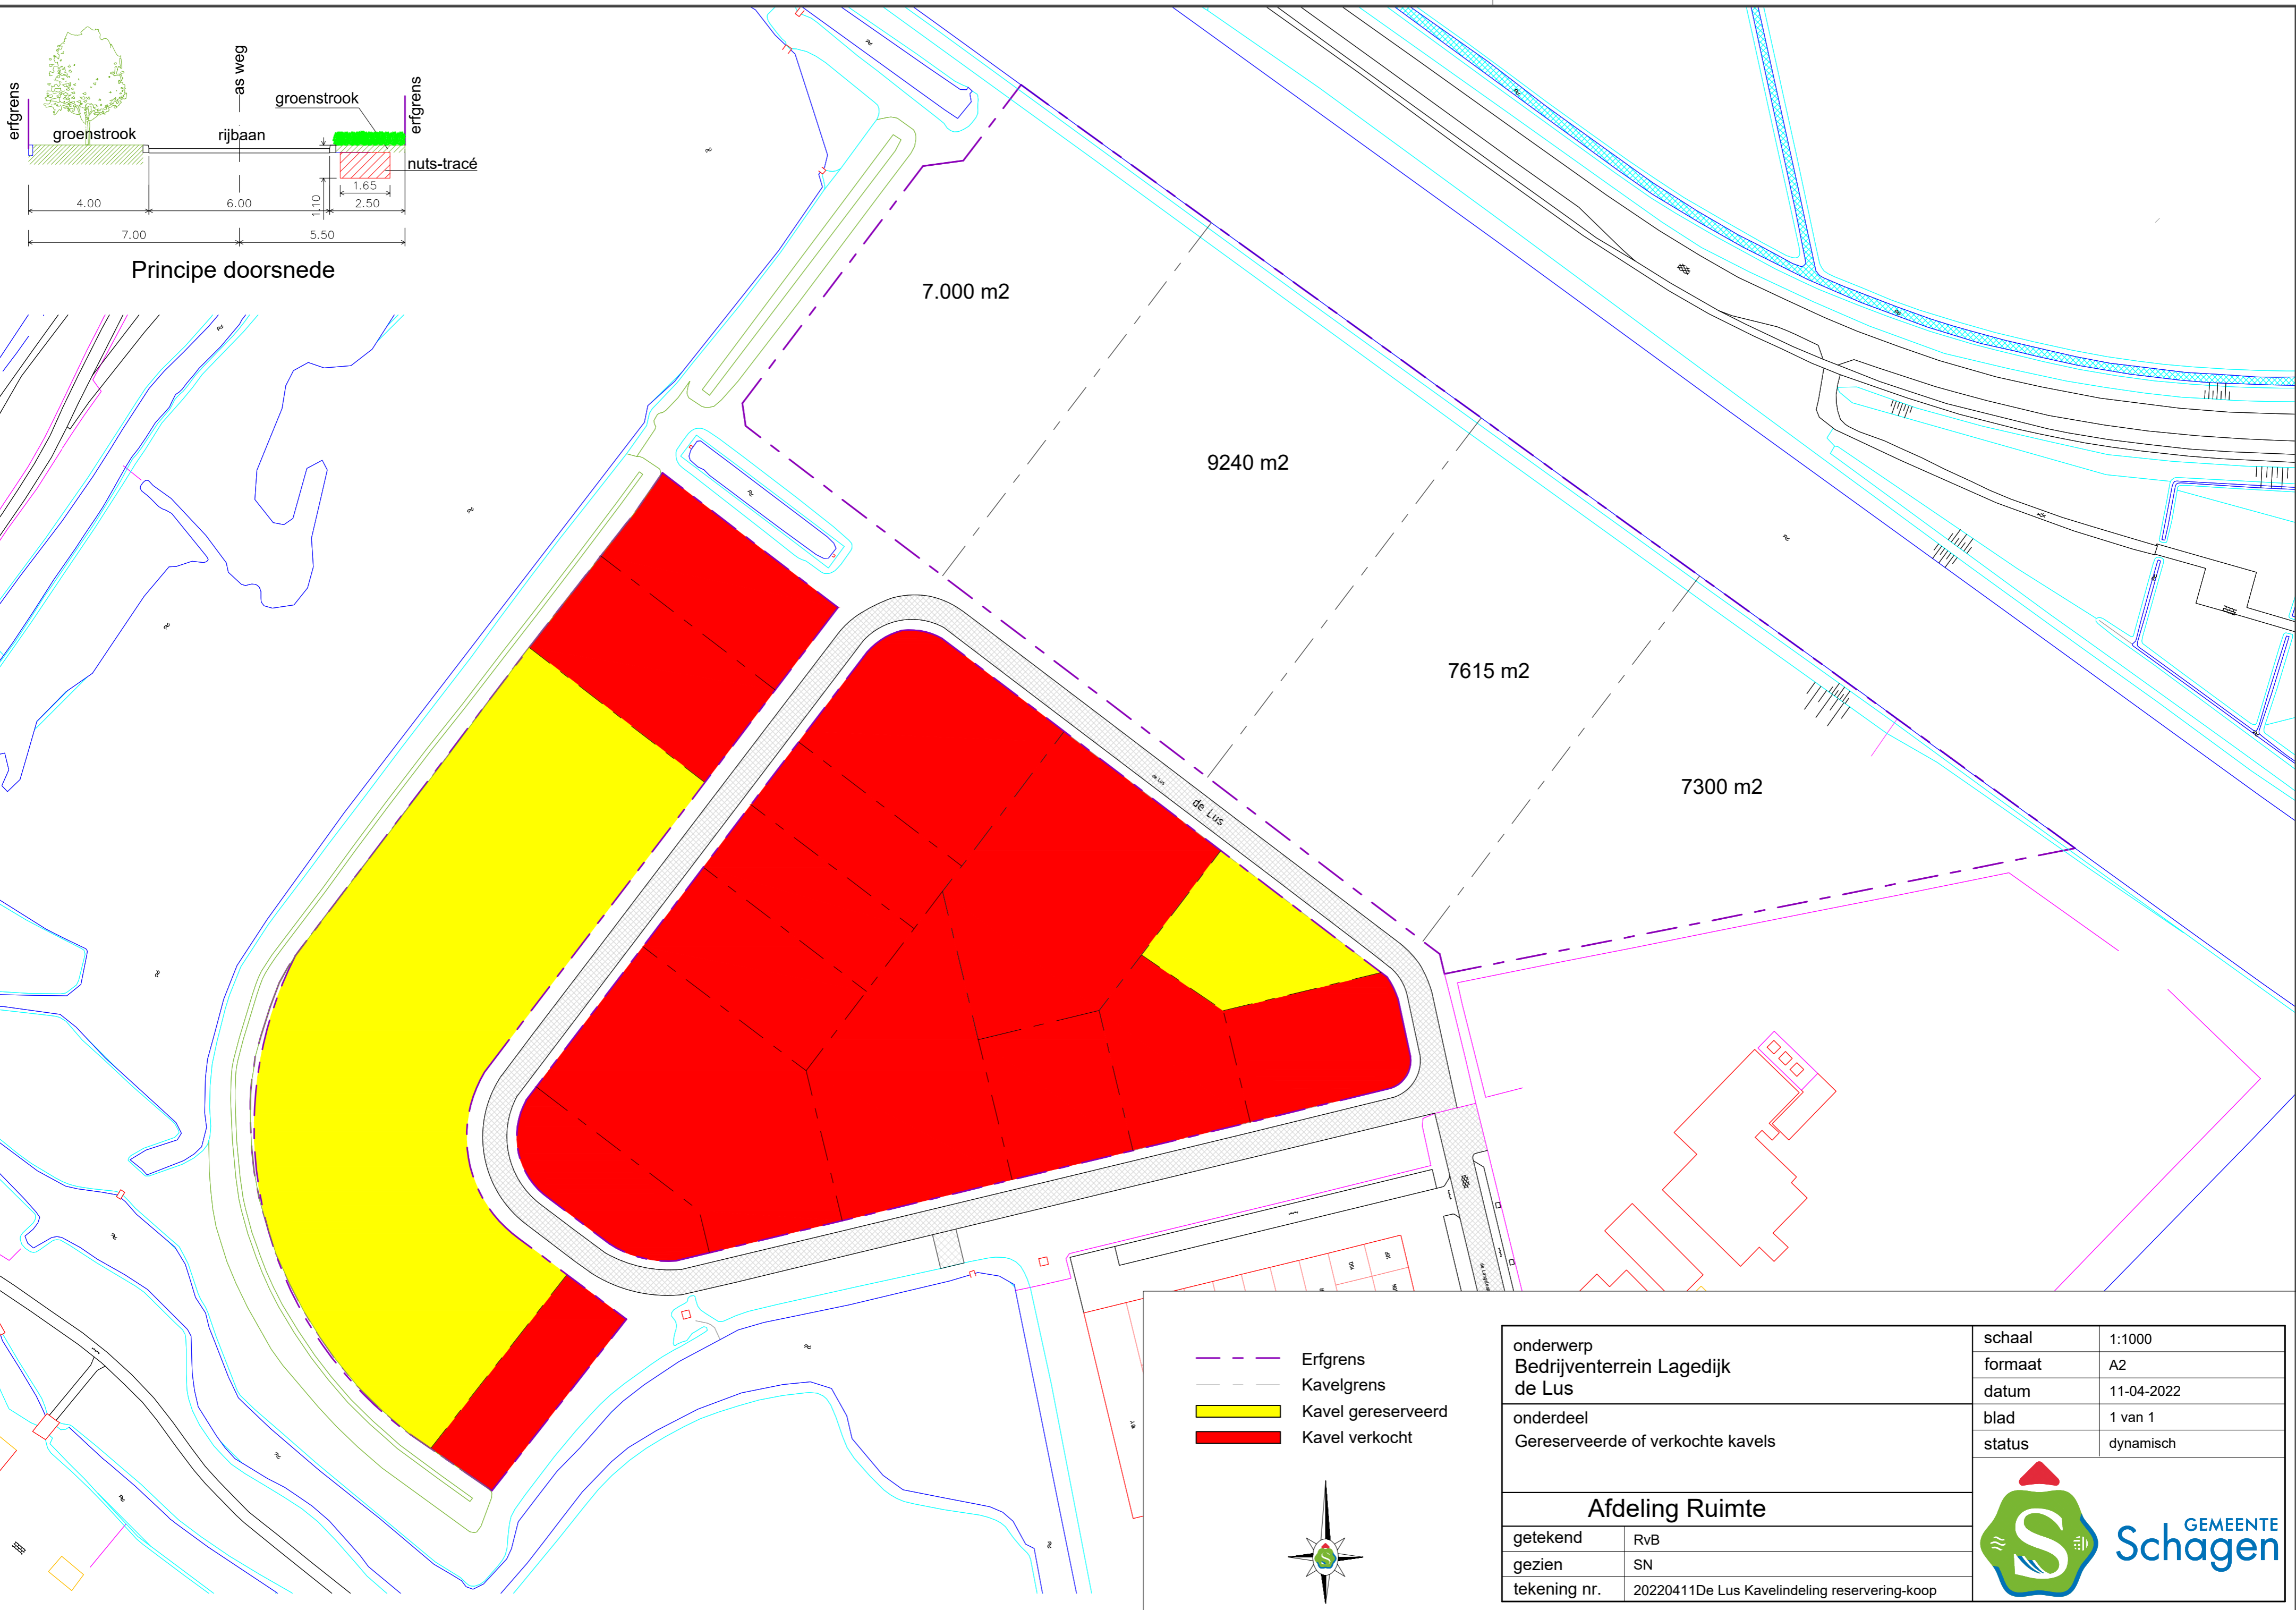 erfgrens
as weg
erfgrens
groenstrook
groenstrook
rijbaan
nuts-tracé
1.65
1.10
4.00
6.00
2.50
7.00
5.50
Principe doorsnede
7.000 m2
9240 m2
7615 m2
7300 m2
de Lus
de Lus
Erfgrens
Kavelgrens
Kavel gereserveerd
Kavel verkocht
onderwerp
Bedrijventerrein Lagedijk
de Lus
onderdeel
Gereserveerde of verkochte kavels
Afdeling Ruimte
getekend RvB
gezien SN
tekening nr. 20220411De Lus Kavelindeling reservering-koop
schaal 1:1000
formaat A2
datum 11-04-2022
blad 1 van 1
status dynamisch
GEMEENTE
Schagen